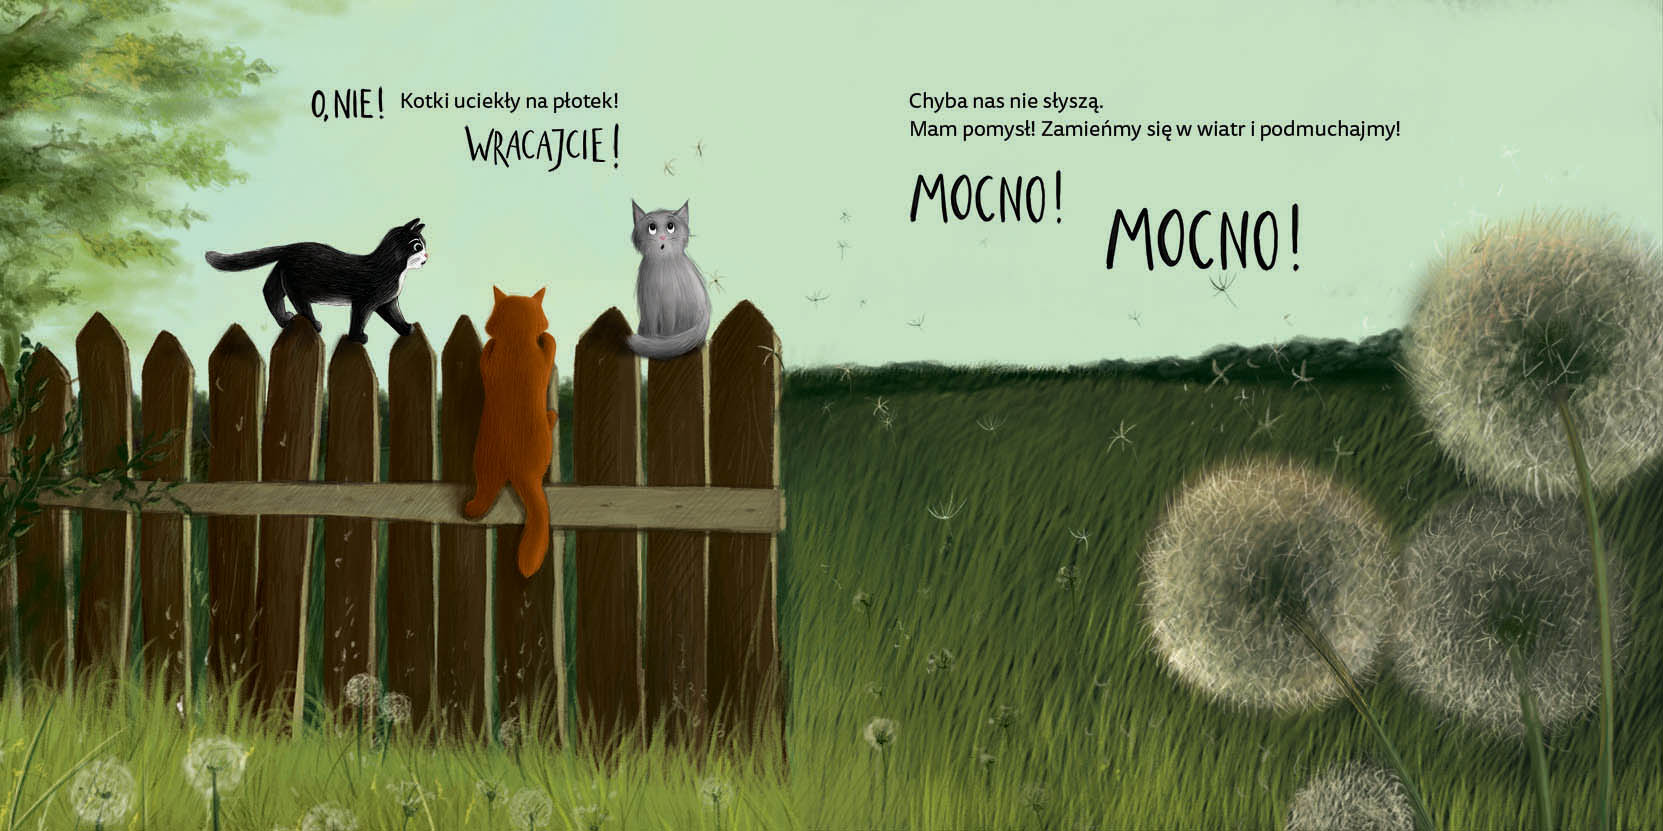 O, NIE! Kotki uciekły na płotek!
WRACAJCIE!
Chyba nas nie słyszą.
Mam pomysł! Zamieńmy się w wiatr i podmuchajmy!
MOCNO!
MOCNO!